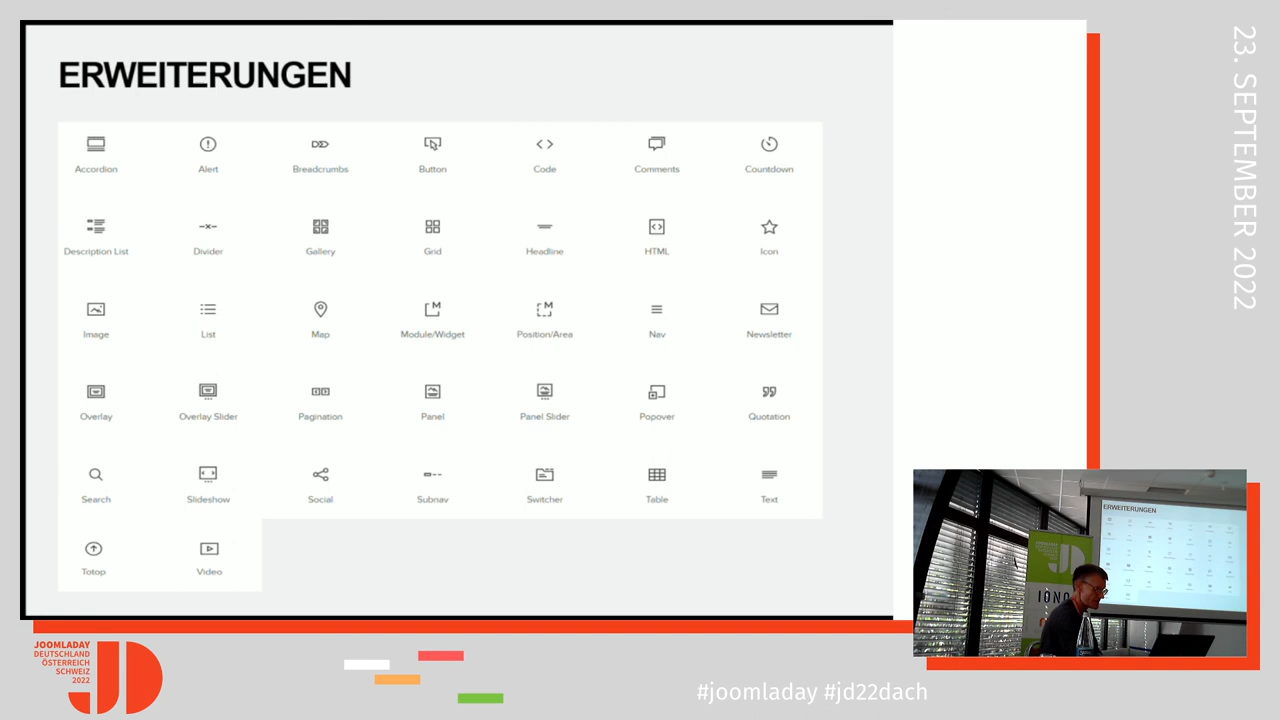 ERWEITERUNGEN
Accordion Alert Breadcrumbs Button Code Comments Countdown
Description List Divider Gallery Grid Headline HTML Icon
Image List Map Module/Widget Position/Area Nav Newsletter
Overlay Overlay Slider Pagination Panel Panel Slider Popover Quotation
Search Slideshow Social Subnav Switcher Table Text
Totop Video
23. SEPTEMBER 2022
ERWEITERUNGEN
JD
JOOMLADAY
DEUTSCHLAND
ÖSTERREICH
SCHWEIZ
2022
JD
#joomladay #jd22dach